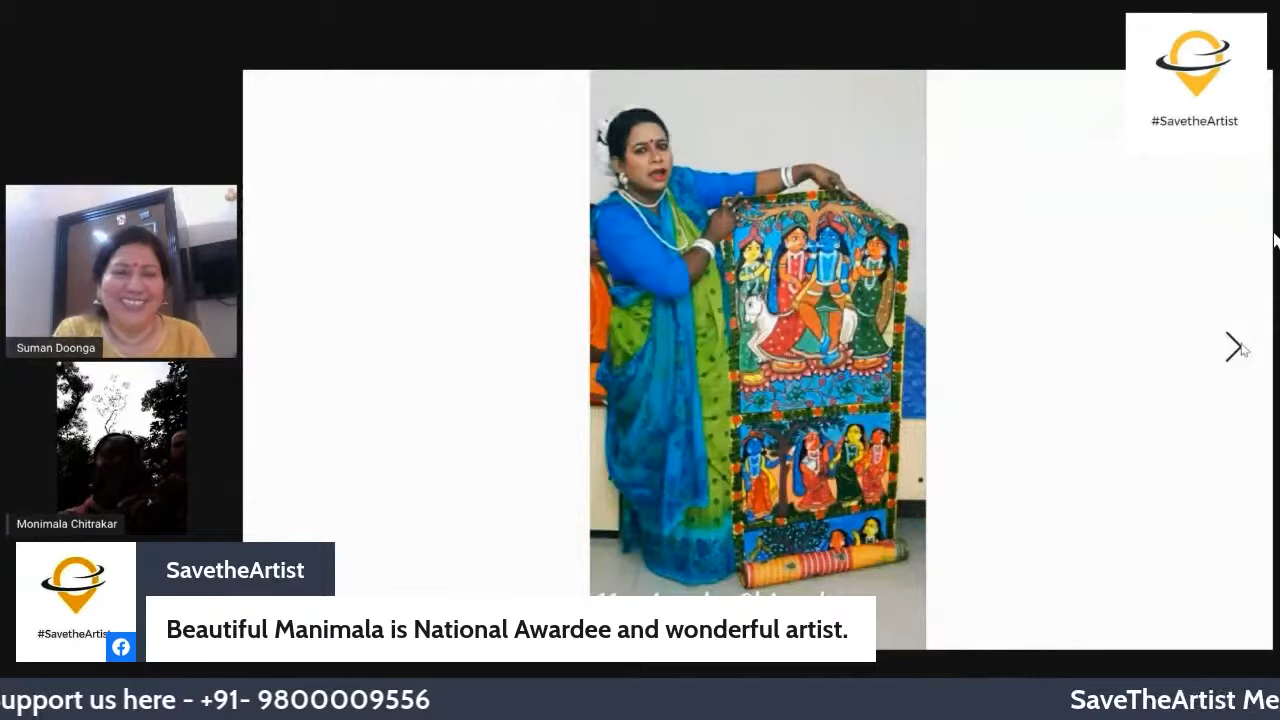 #SavetheArtist
Suman Doonga
Monimala Chitrakar
SavetheArtist
#SavetheArtist
Beautiful Manimala is National Awardee and wonderful artist.
upport us here - +91- 9800009556
SaveTheArtist Me